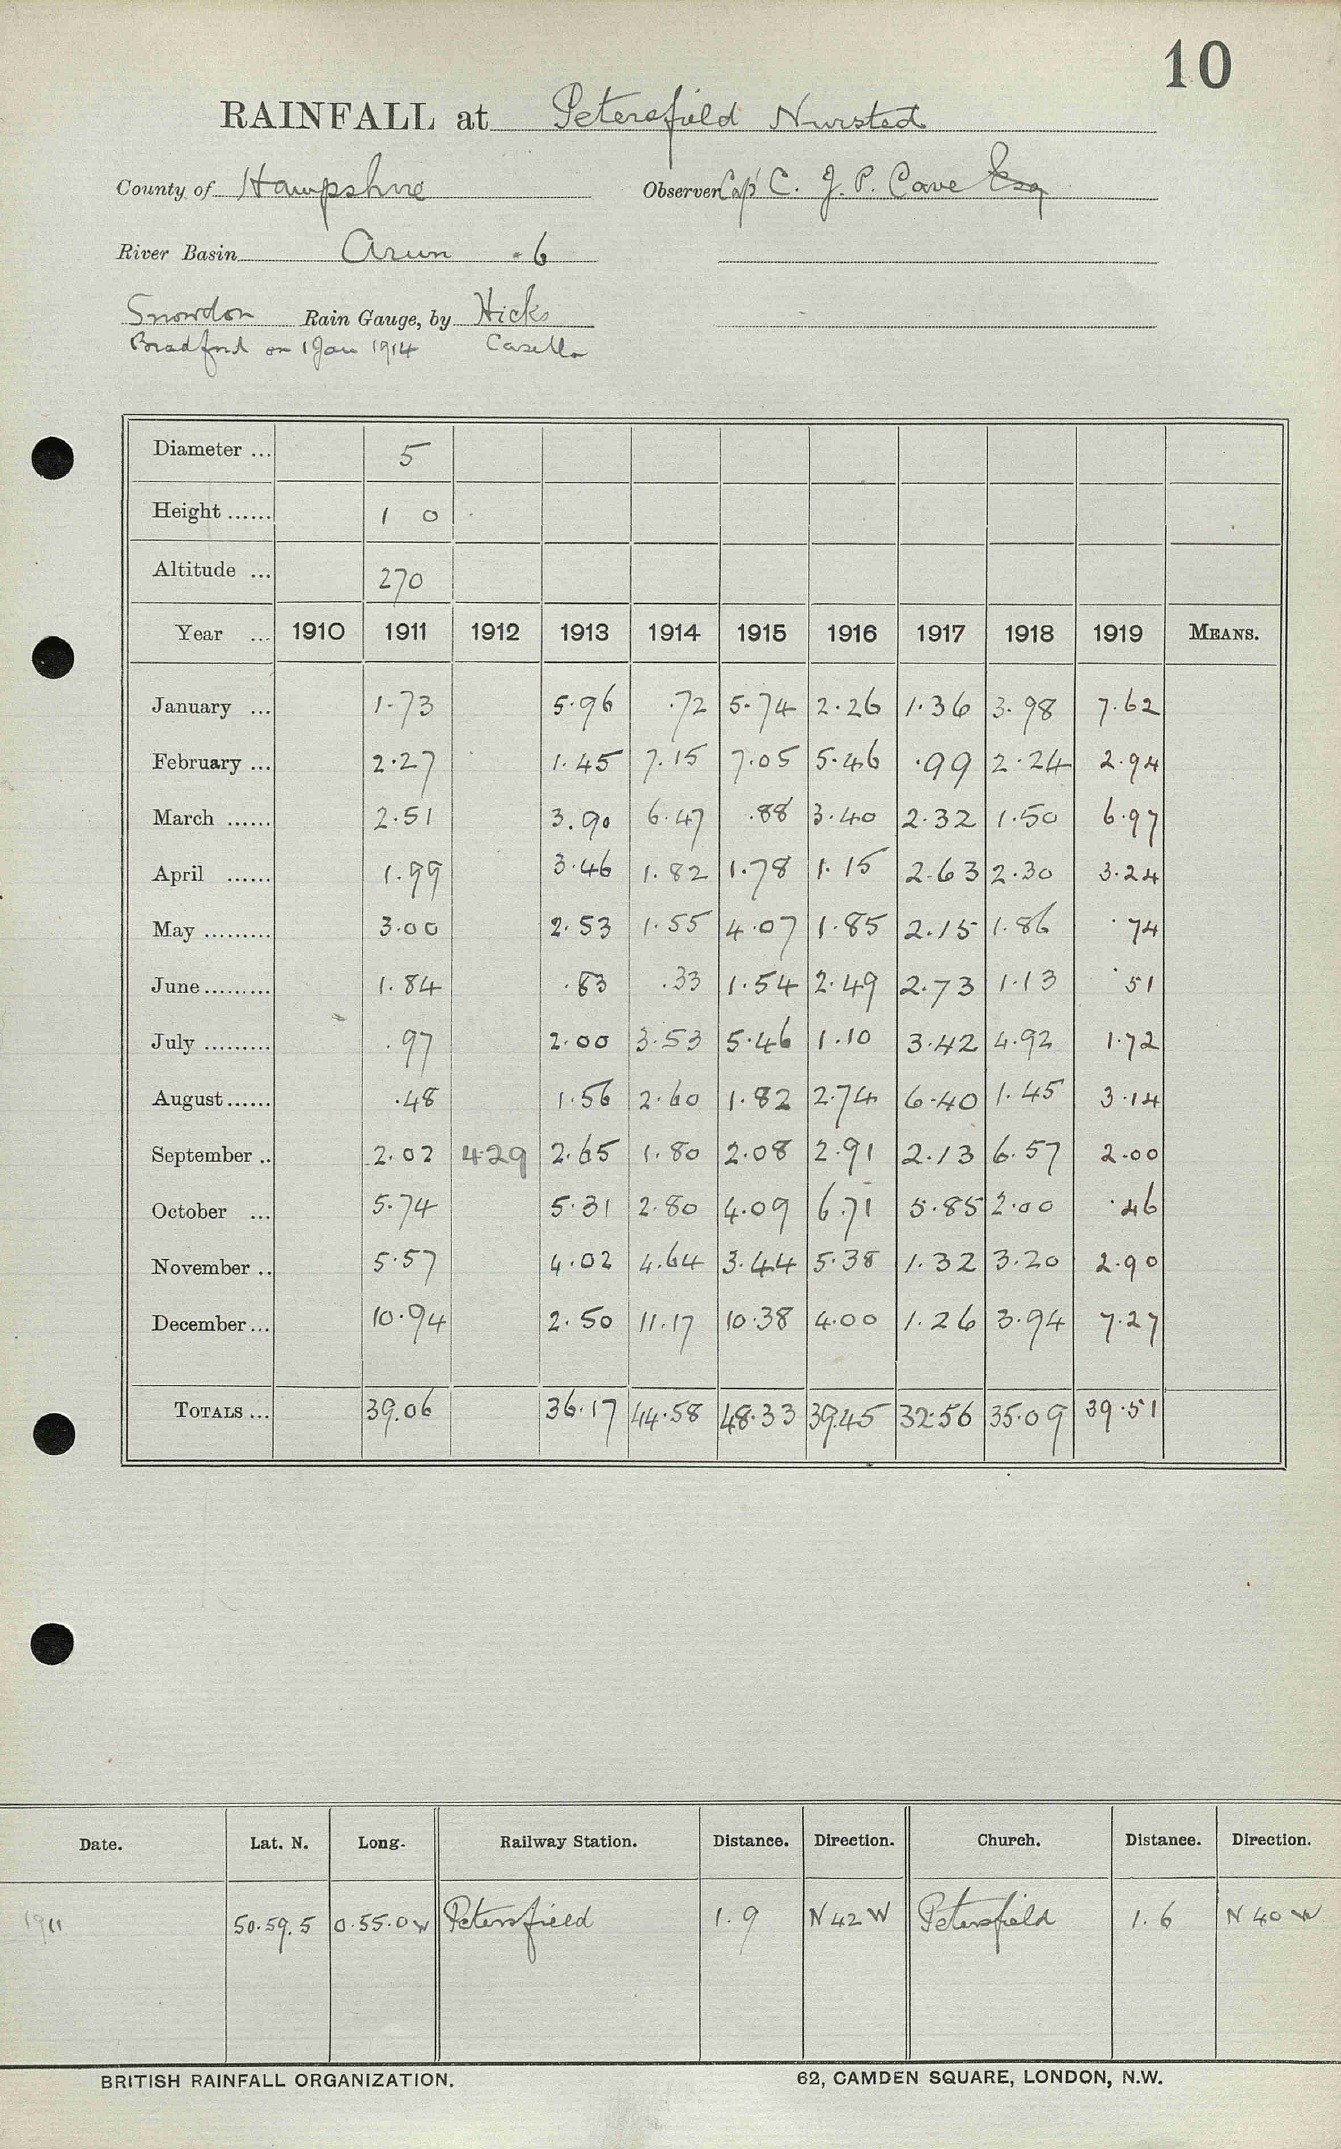 10
RAINFALL at Petersfield Nursted
County of Hampshire Observer Capt C. J. P. Cave Esq
River Basin Arun - 6
Snowdon Rain Gauge, by Hicks
Bradford on 1 Jan 1914 Casella
Diameter ... 5
Height ...... 1 0
Altitude ... 270
Year ... 1910 1911 1912 1913 1914 1915 1916 1917 1918 1919 MEANS.
January ... 1.73 5.96 .72 5.74 2.26 1.36 3.98 7.62
February ... 2.27 1.45 7.15 7.05 5.46 .99 2.24 2.94
March ...... 2.51 3.90 6.47 .88 3.40 2.32 1.50 6.97
April ...... 1.99 3.46 1.82 1.78 1.15 2.63 2.30 3.24
May ......... 3.00 2.53 1.55 4.07 1.85 2.15 1.86 .74
June ......... 1.84 .83 .33 1.54 2.49 2.73 1.13 .51
July ......... .97 2.00 3.53 5.46 1.10 3.42 4.92 1.72
August ...... .48 1.56 2.60 1.82 2.74 6.40 1.45 3.14
September .. 2.02 4.29 2.65 1.80 2.08 2.91 2.13 6.57 2.00
October ... 5.74 5.31 2.80 4.09 6.71 5.85 2.00 .46
November .. 5.57 4.02 4.64 3.44 5.38 1.32 3.20 2.90
December ... 10.94 2.50 11.17 10.38 4.00 1.26 3.94 7.27
TOTALS ... 39.06 36.17 44.58 48.33 39.45 32.56 35.09 39.51
Date. Lat. N. Long. Railway Station. Distance. Direction. Church. Distance. Direction.
1911 50.59.5 0.55.0 W Petersfield 1.9 N 42 W Petersfield 1.6 N 40 W
BRITISH RAINFALL ORGANIZATION. 62, CAMDEN SQUARE, LONDON, N.W.